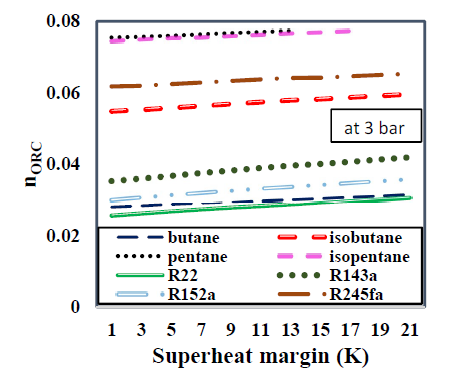 0.08
0.06
0.04
0.02
0
nORC
at 3 bar
butane isobutane
pentane isopentane
R22 R143a
R152a R245fa
1 3 5 7 9 11 13 15 17 19 21
Superheat margin (K)